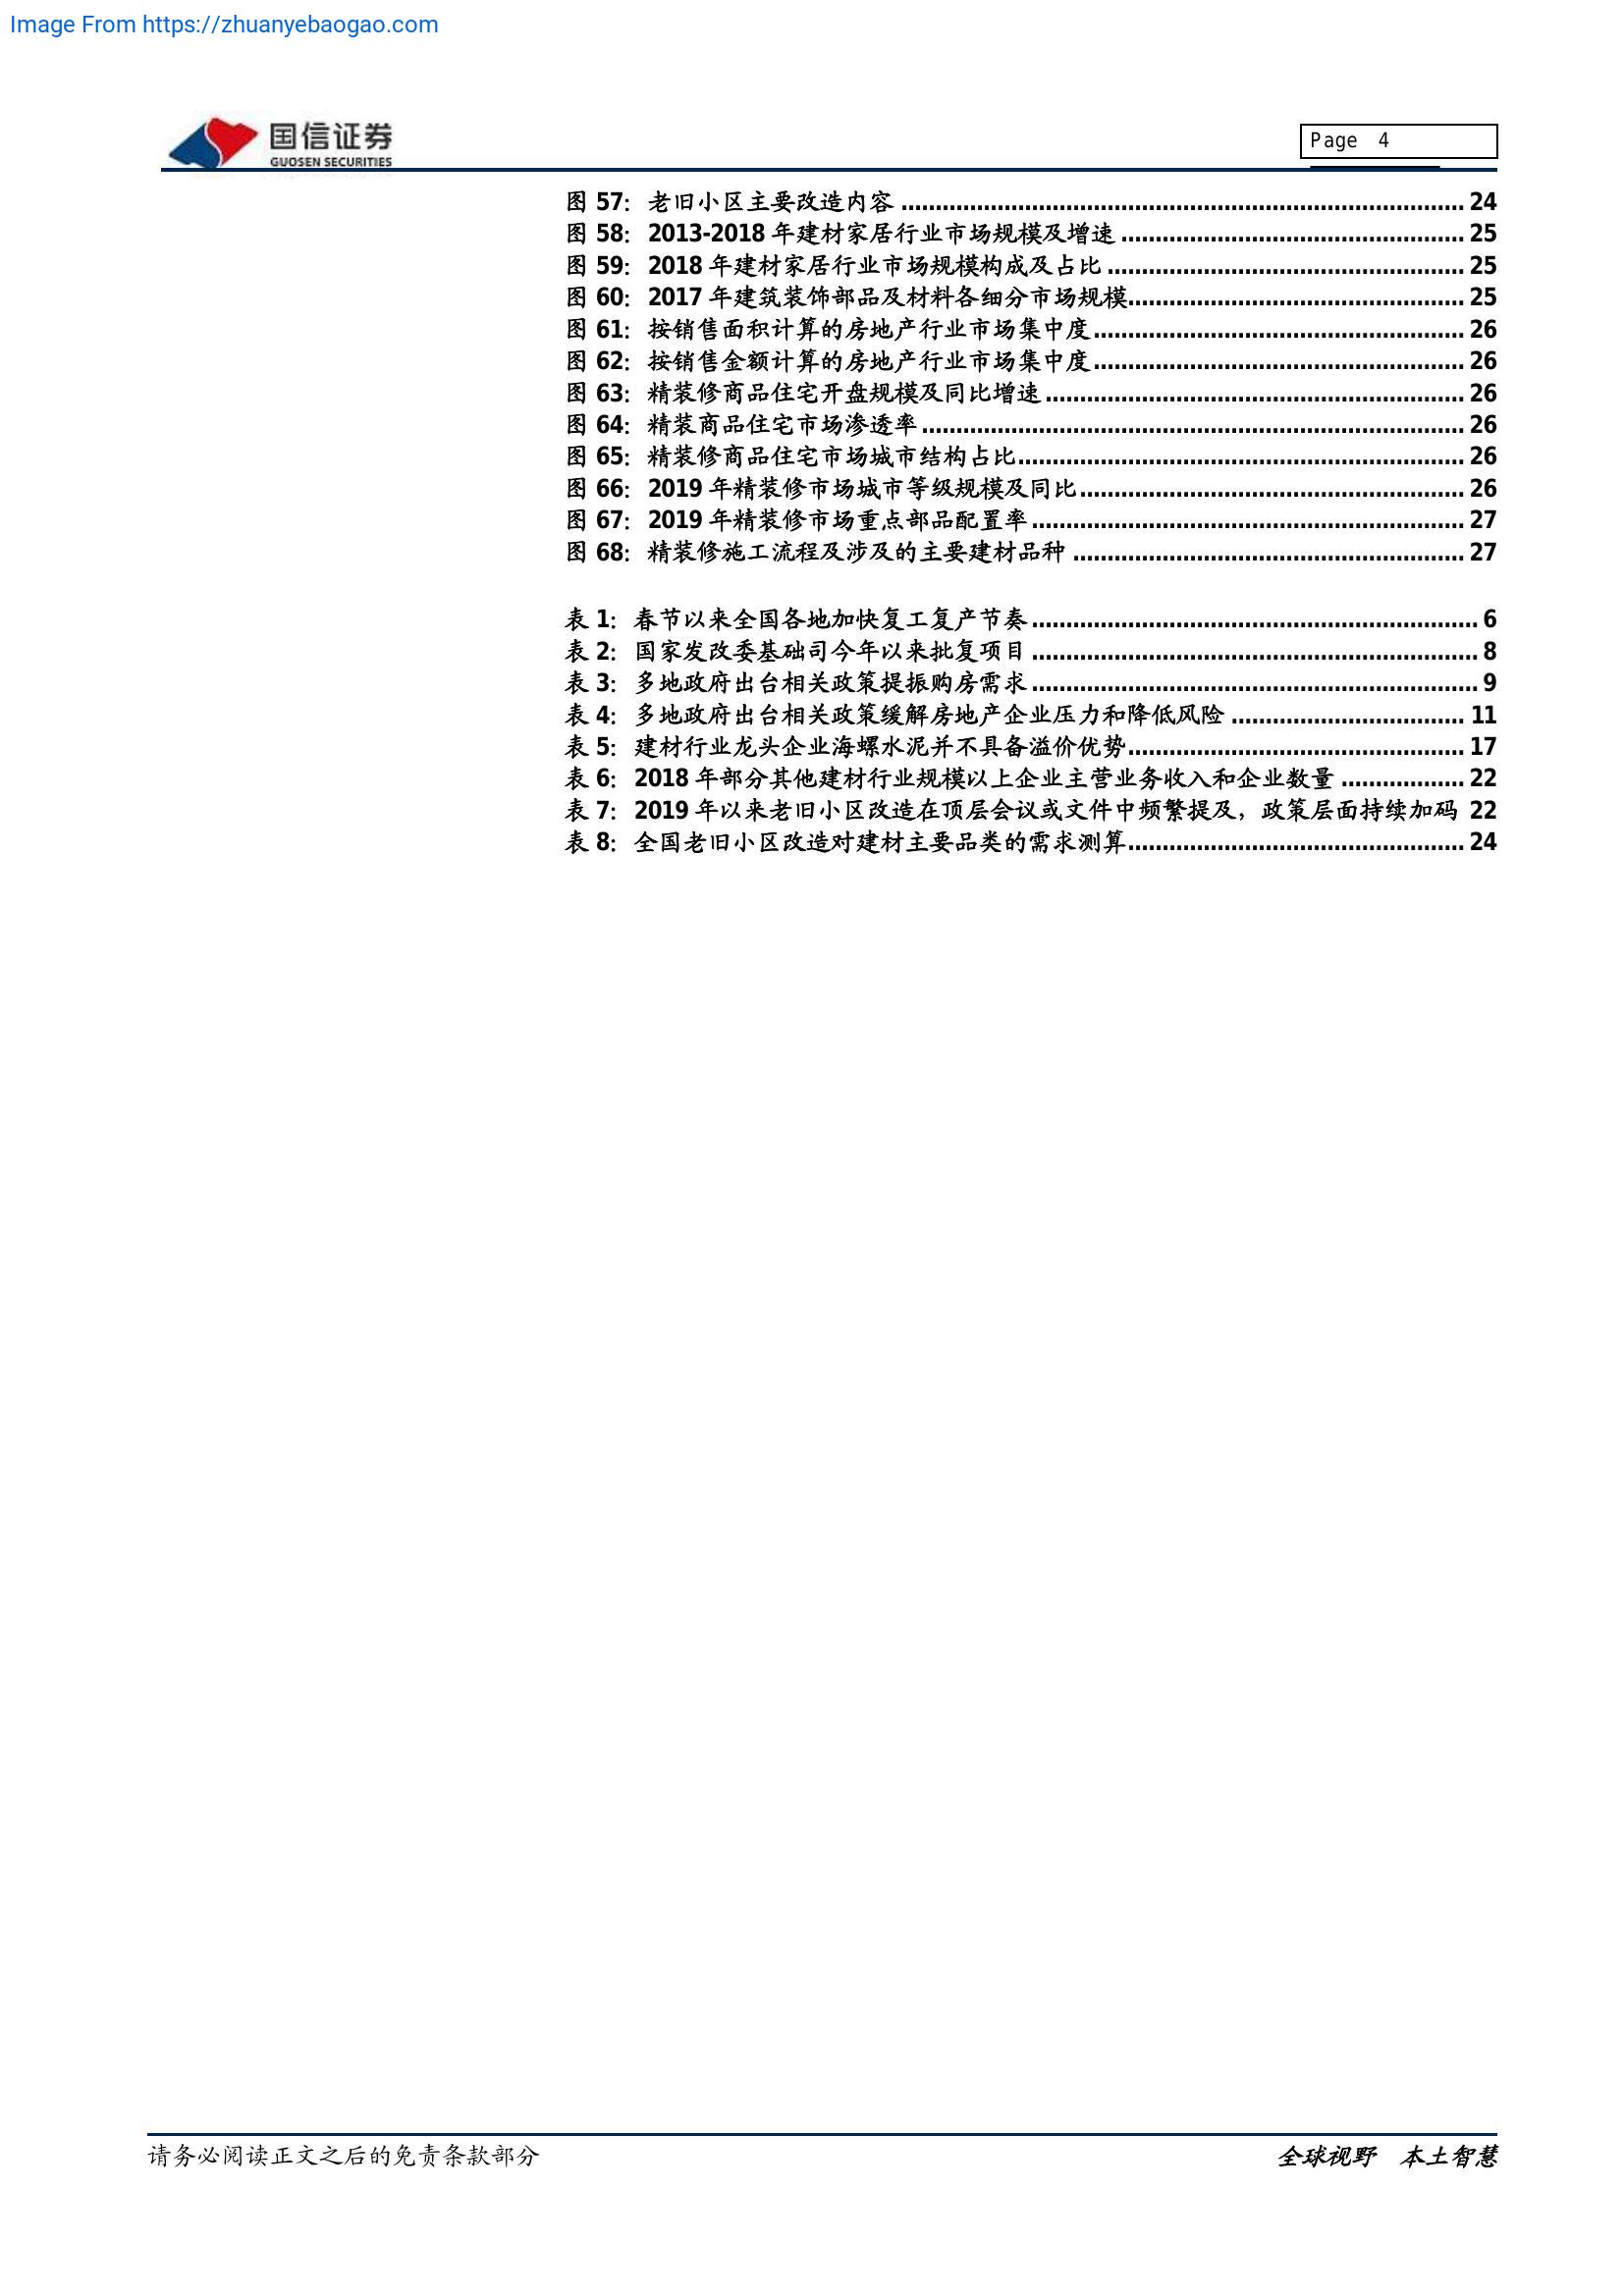 Image From https://zhuanyebaogao.com
国信证券
GUOSEN SECURITIES
Page 4
图 57：老旧小区主要改造内容 ........ 24
图 58：2013-2018 年建材家居行业市场规模及增速 ........ 25
图 59：2018 年建材家居行业市场规模构成及占比 ........ 25
图 60：2017 年建筑装饰部品及材料各细分市场规模 ........ 25
图 61：按销售面积计算的房地产行业市场集中度 ........ 26
图 62：按销售金额计算的房地产行业市场集中度 ........ 26
图 63：精装修商品住宅开盘规模及同比增速 ........ 26
图 64：精装商品住宅市场渗透率 ........ 26
图 65：精装修商品住宅市场城市结构占比 ........ 26
图 66：2019 年精装修市场城市等级规模及同比 ........ 26
图 67：2019 年精装修市场重点部品配置率 ........ 27
图 68：精装修施工流程及涉及的主要建材品种 ........ 27
表 1：春节以来全国各地加快复工复产节奏 ........ 6
表 2：国家发改委基础司今年以来批复项目 ........ 8
表 3：多地政府出台相关政策提振购房需求 ........ 9
表 4：多地政府出台相关政策缓解房地产企业压力和降低风险 ........ 11
表 5：建材行业龙头企业海螺水泥并不具备溢价优势 ........ 17
表 6：2018 年部分其他建材行业规模以上企业主营业务收入和企业数量 ........ 22
表 7：2019 年以来老旧小区改造在顶层会议或文件中频繁提及，政策层面持续加码 22
表 8：全国老旧小区改造对建材主要品类的需求测算 ........ 24
请务必阅读正文之后的免责条款部分
全球视野 本土智慧